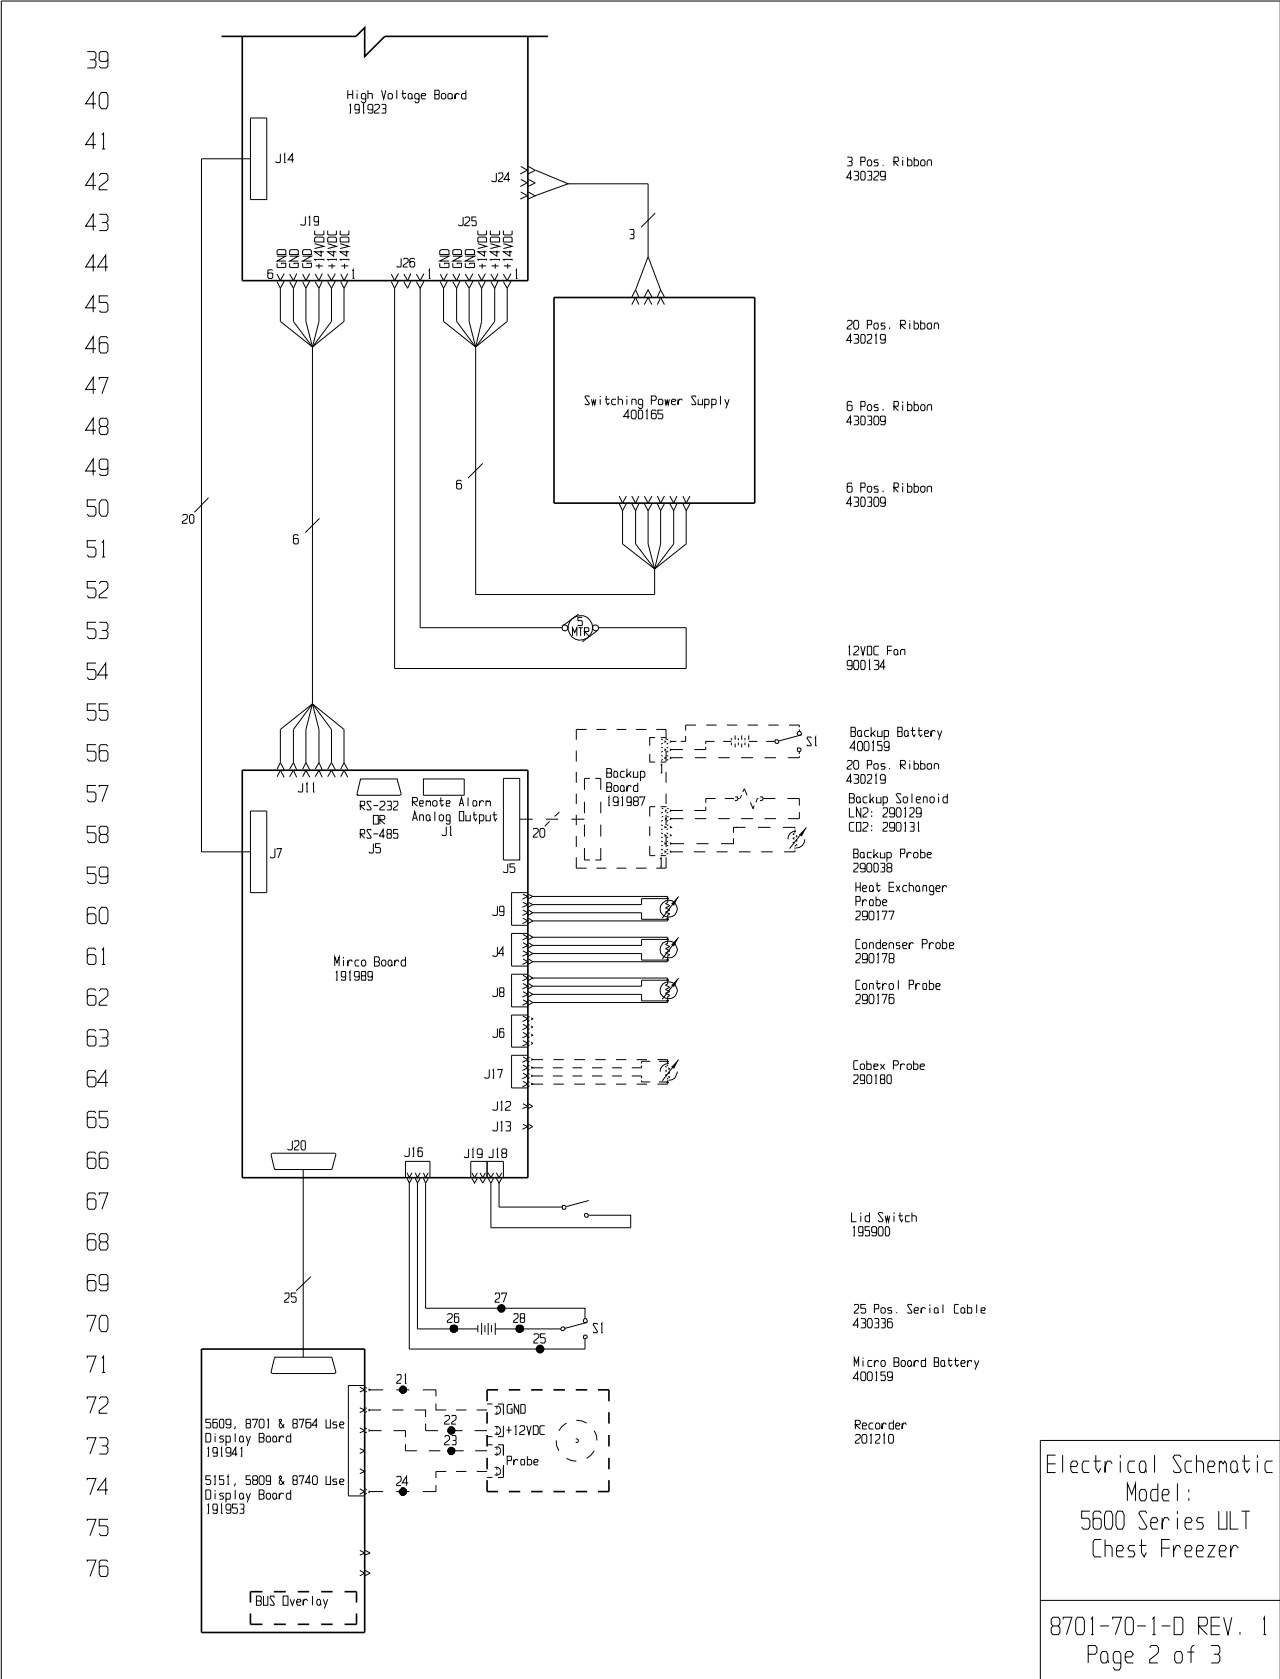 39
40
High Voltage Board
191923
41
J14
3 Pos. Ribbon
430329
42
J24
43
J19
GND
GND
GND
+14VDC
+14VDC
+14VDC
J25
GND
GND
GND
+14VDC
+14VDC
+14VDC
3
44
6
1
J26
1
1
45
46
20 Pos. Ribbon
430219
47
Switching Power Supply
400165
48
6 Pos. Ribbon
430309
49
6
50
20
6 Pos. Ribbon
430309
51
6
52
53
5
MTR
54
12VDC Fan
900134
55
56
S1
Backup Battery
400159
20 Pos. Ribbon
430219
57
J11
RS-232
OR
RS-485
J5
Remote Alarm
Analog Output
J1
Backup
Board
191987
1
Backup Solenoid
LN2: 290129
CO2: 290131
58
20
J7
J5
1
Backup Probe
290038
59
Heat Exchanger
Probe
290177
60
J9
61
Mirco Board
191989
J4
Condenser Probe
290178
62
J8
Control Probe
290176
63
J6
64
J17
Cobex Probe
290180
65
J12
J13
66
J20
J16
J19
J18
67
68
Lid Switch
195900
69
25
27
70
26
28
S1
25
25 Pos. Serial Cable
430336
71
Micro Board Battery
400159
21
72
5609, 8701 & 8764 Use
Display Board
191941
GND
22
+12VDC
73
23
Probe
Recorder
201210
74
5151, 5809 & 8740 Use
Display Board
191953
24
75
76
BUS Overlay
Electrical Schematic
Model:
5600 Series ULT
Chest Freezer
8701-70-1-D REV. 1
Page 2 of 3